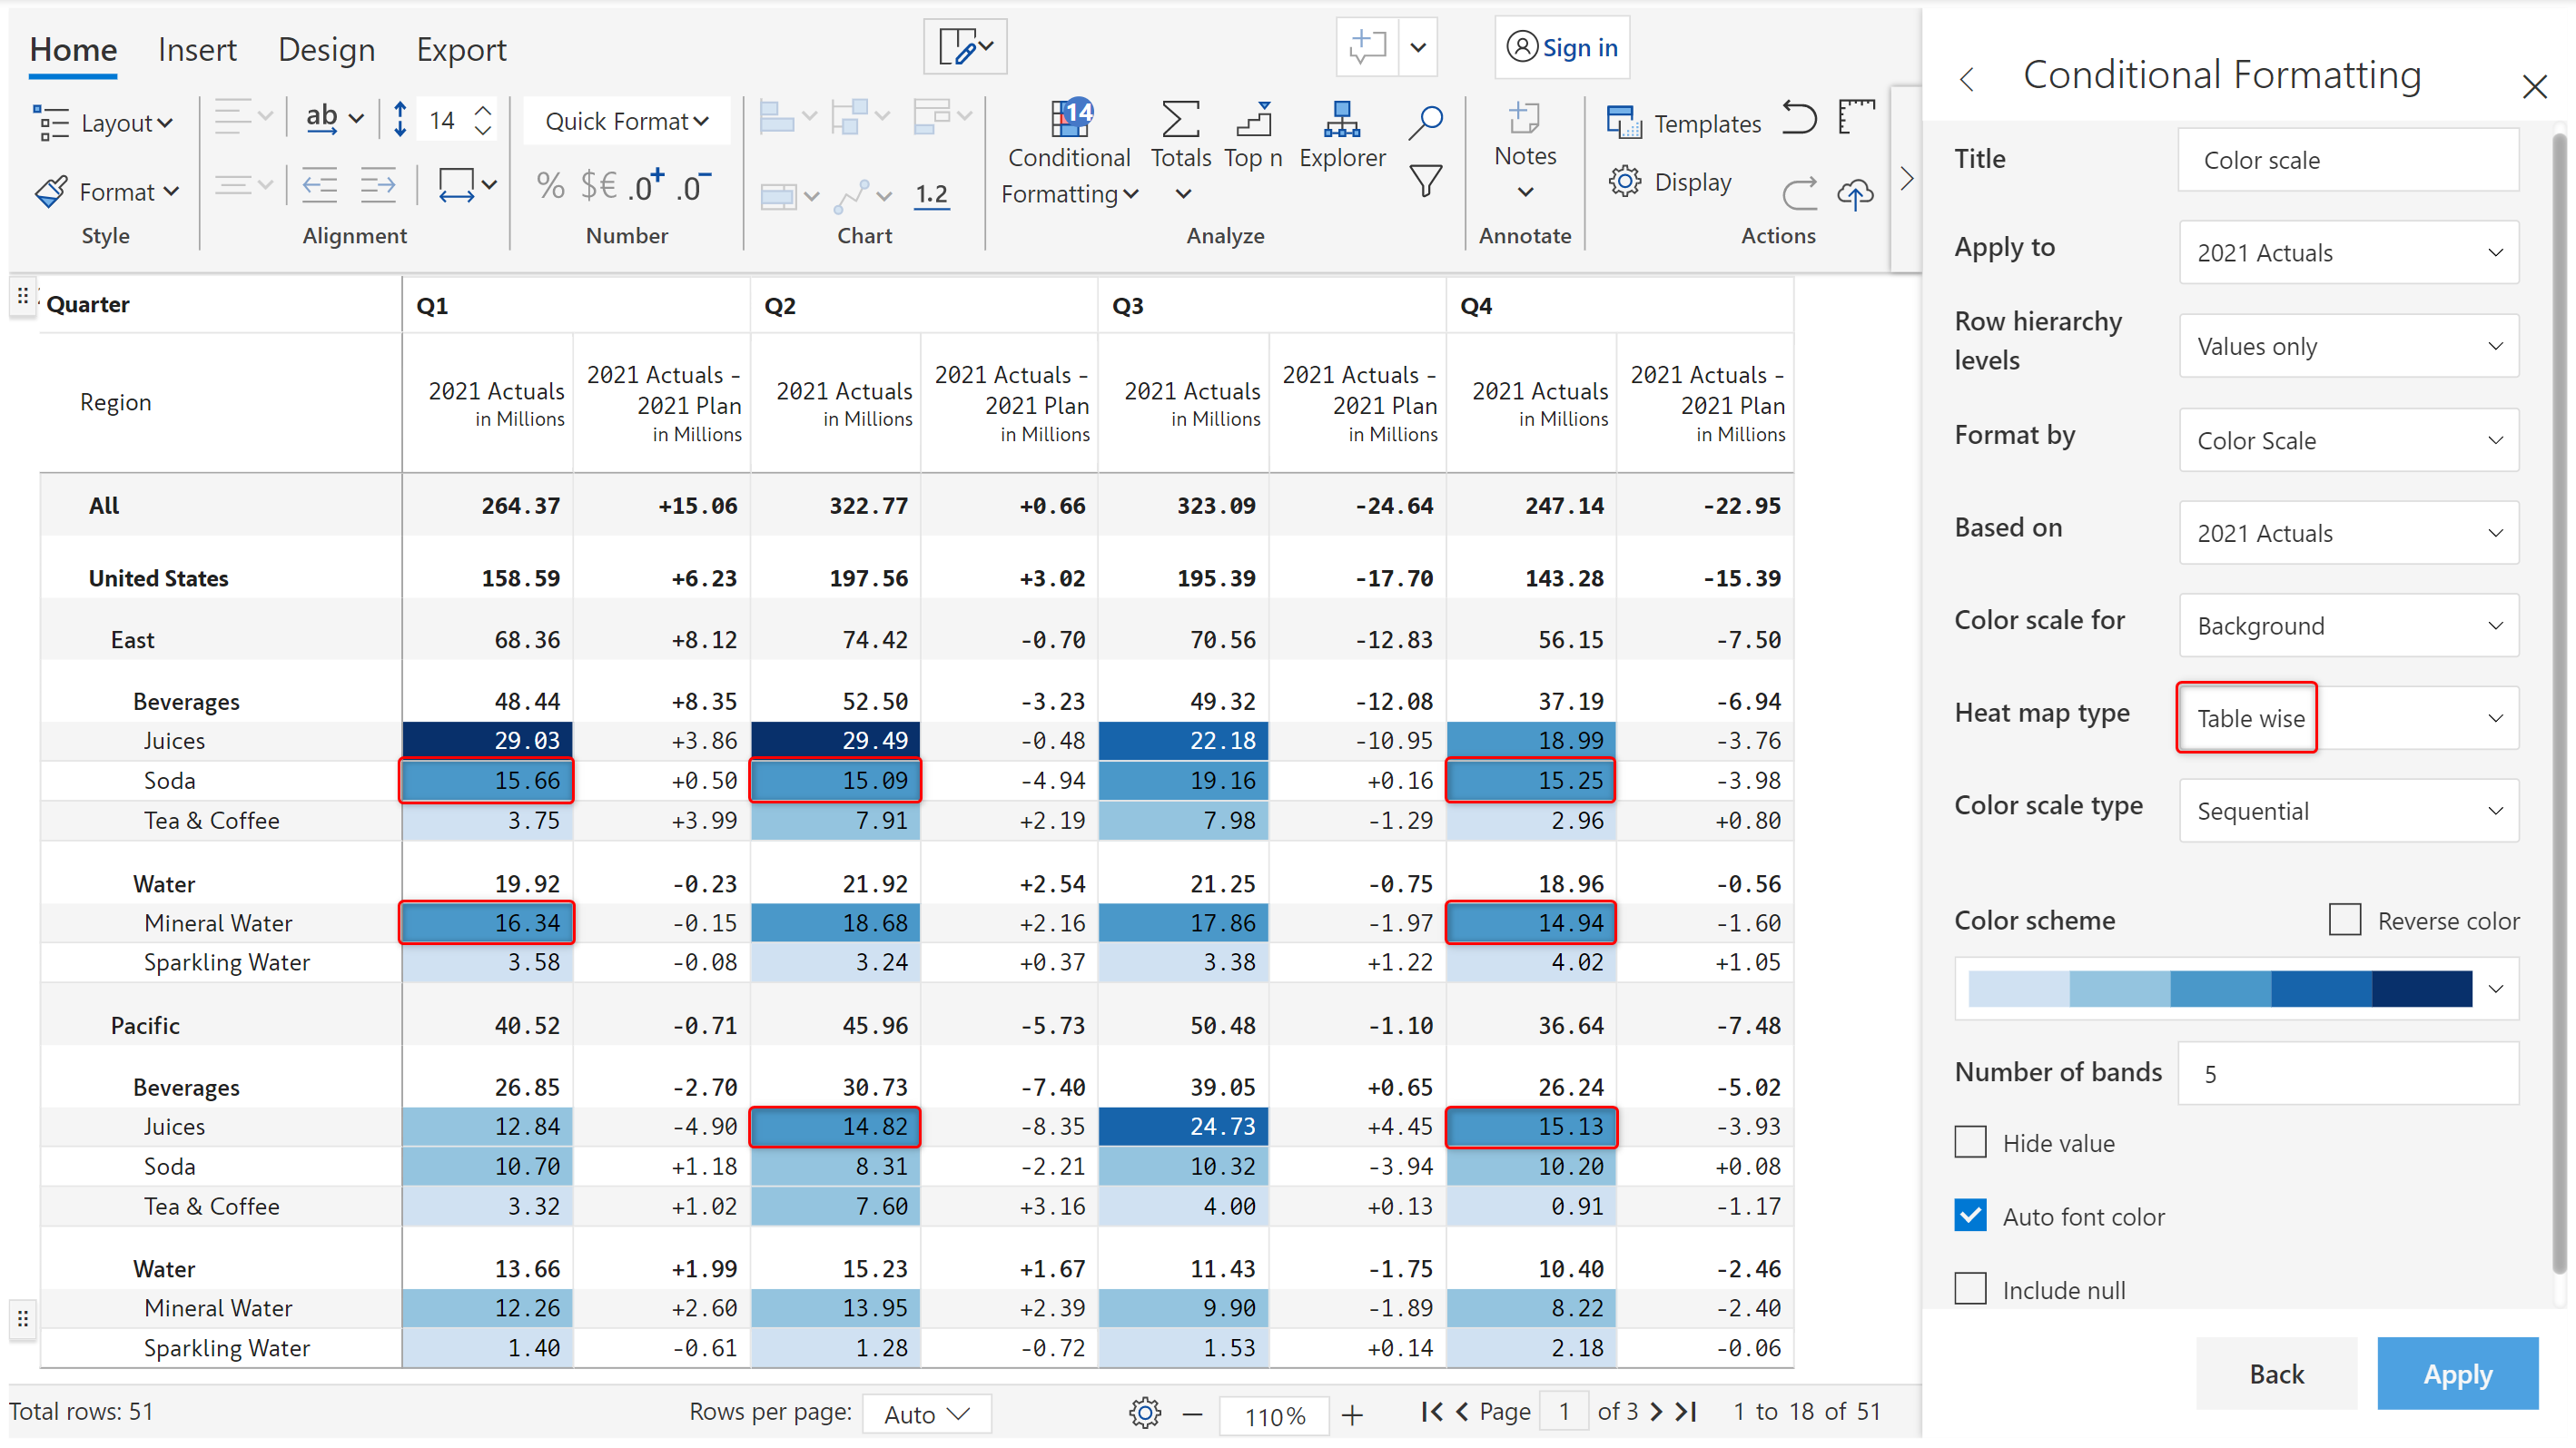 Home Insert Design Export Sign in
Layout ab 14 Quick Format 14 Templates
Conditional Totals Top n Explorer Notes
Format % $€ .0+ .0- 1.2 Formatting Display
Style Alignment Number Chart Analyze Annotate Actions
Quarter Q1 Q2 Q3 Q4
Region 2021 Actuals in Millions 2021 Actuals - 2021 Plan in Millions 2021 Actuals in Millions 2021 Actuals - 2021 Plan in Millions 2021 Actuals in Millions 2021 Actuals - 2021 Plan in Millions 2021 Actuals in Millions 2021 Actuals - 2021 Plan in Millions
All 264.37 +15.06 322.77 +0.66 323.09 -24.64 247.14 -22.95
United States 158.59 +6.23 197.56 +3.02 195.39 -17.70 143.28 -15.39
East 68.36 +8.12 74.42 -0.70 70.56 -12.83 56.15 -7.50
Beverages 48.44 +8.35 52.50 -3.23 49.32 -12.08 37.19 -6.94
Juices 29.03 +3.86 29.49 -0.48 22.18 -10.95 18.99 -3.76
Soda 15.66 +0.50 15.09 -4.94 19.16 +0.16 15.25 -3.98
Tea & Coffee 3.75 +3.99 7.91 +2.19 7.98 -1.29 2.96 +0.80
Water 19.92 -0.23 21.92 +2.54 21.25 -0.75 18.96 -0.56
Mineral Water 16.34 -0.15 18.68 +2.16 17.86 -1.97 14.94 -1.60
Sparkling Water 3.58 -0.08 3.24 +0.37 3.38 +1.22 4.02 +1.05
Pacific 40.52 -0.71 45.96 -5.73 50.48 -1.10 36.64 -7.48
Beverages 26.85 -2.70 30.73 -7.40 39.05 +0.65 26.24 -5.02
Juices 12.84 -4.90 14.82 -8.35 24.73 +4.45 15.13 -3.93
Soda 10.70 +1.18 8.31 -2.21 10.32 -3.94 10.20 +0.08
Tea & Coffee 3.32 +1.02 7.60 +3.16 4.00 +0.13 0.91 -1.17
Water 13.66 +1.99 15.23 +1.67 11.43 -1.75 10.40 -2.46
Mineral Water 12.26 +2.60 13.95 +2.39 9.90 -1.89 8.22 -2.40
Sparkling Water 1.40 -0.61 1.28 -0.72 1.53 +0.14 2.18 -0.06
Total rows: 51 Rows per page: Auto 110% Page 1 of 3 1 to 18 of 51
Conditional Formatting
Title Color scale
Apply to 2021 Actuals
Row hierarchy levels Values only
Format by Color Scale
Based on 2021 Actuals
Color scale for Background
Heat map type Table wise
Color scale type Sequential
Color scheme Reverse color
Number of bands 5
Hide value
Auto font color
Include null
Back Apply